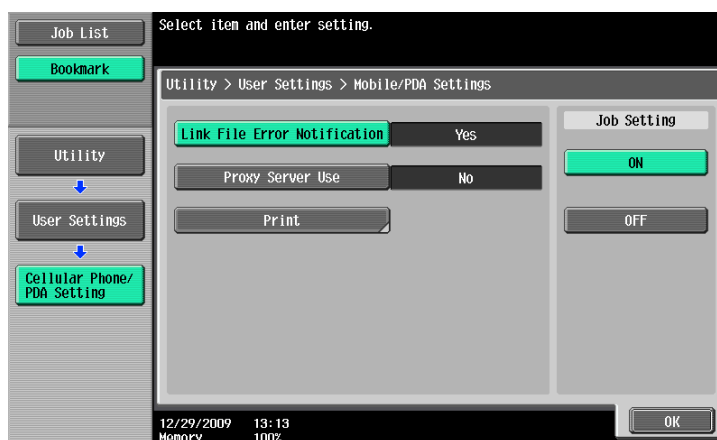 Job List
Bookmark
Utility
User Settings
Cellular Phone/
PDA Setting
Select item and enter setting.
Utility > User Settings > Mobile/PDA Settings
Link File Error Notification Yes
Proxy Server Use No
Print
Job Setting
ON
OFF
12/29/2009 13:13
Memory 100%
OK